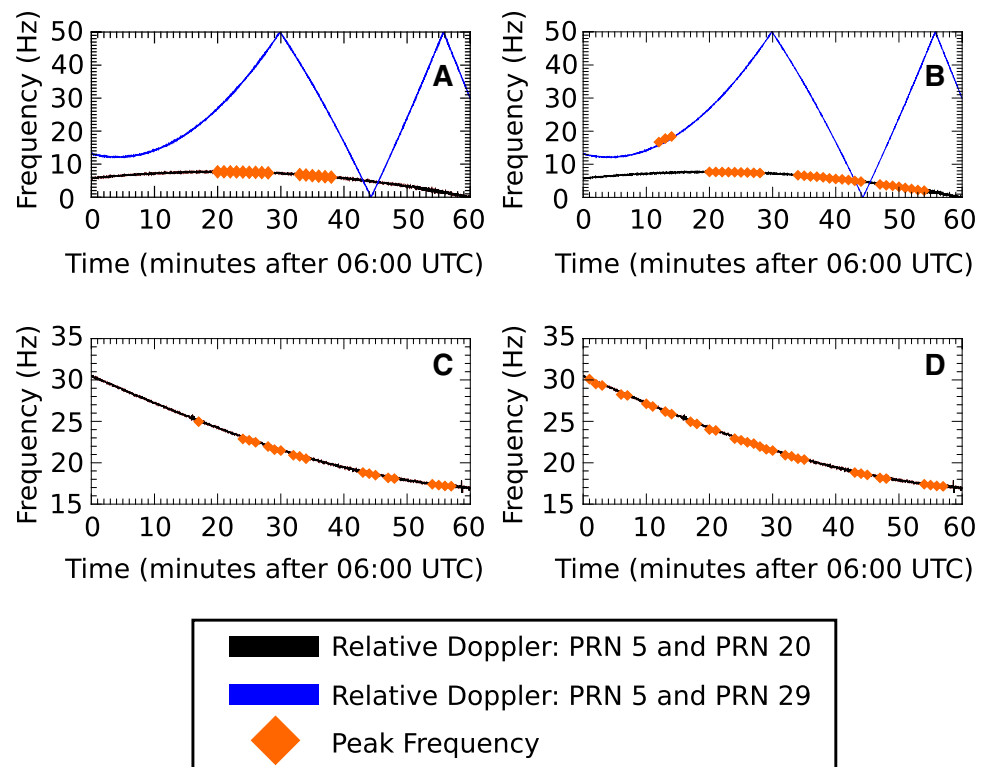 Frequency (Hz)
50
40
30
20
10
0
A
0 10 20 30 40 50 60
Time (minutes after 06:00 UTC)
Frequency (Hz)
50
40
30
20
10
0
B
0 10 20 30 40 50 60
Time (minutes after 06:00 UTC)
Frequency (Hz)
35
30
25
20
15
C
0 10 20 30 40 50 60
Time (minutes after 06:00 UTC)
Frequency (Hz)
35
30
25
20
15
D
0 10 20 30 40 50 60
Time (minutes after 06:00 UTC)
Relative Doppler: PRN 5 and PRN 20
Relative Doppler: PRN 5 and PRN 29
Peak Frequency